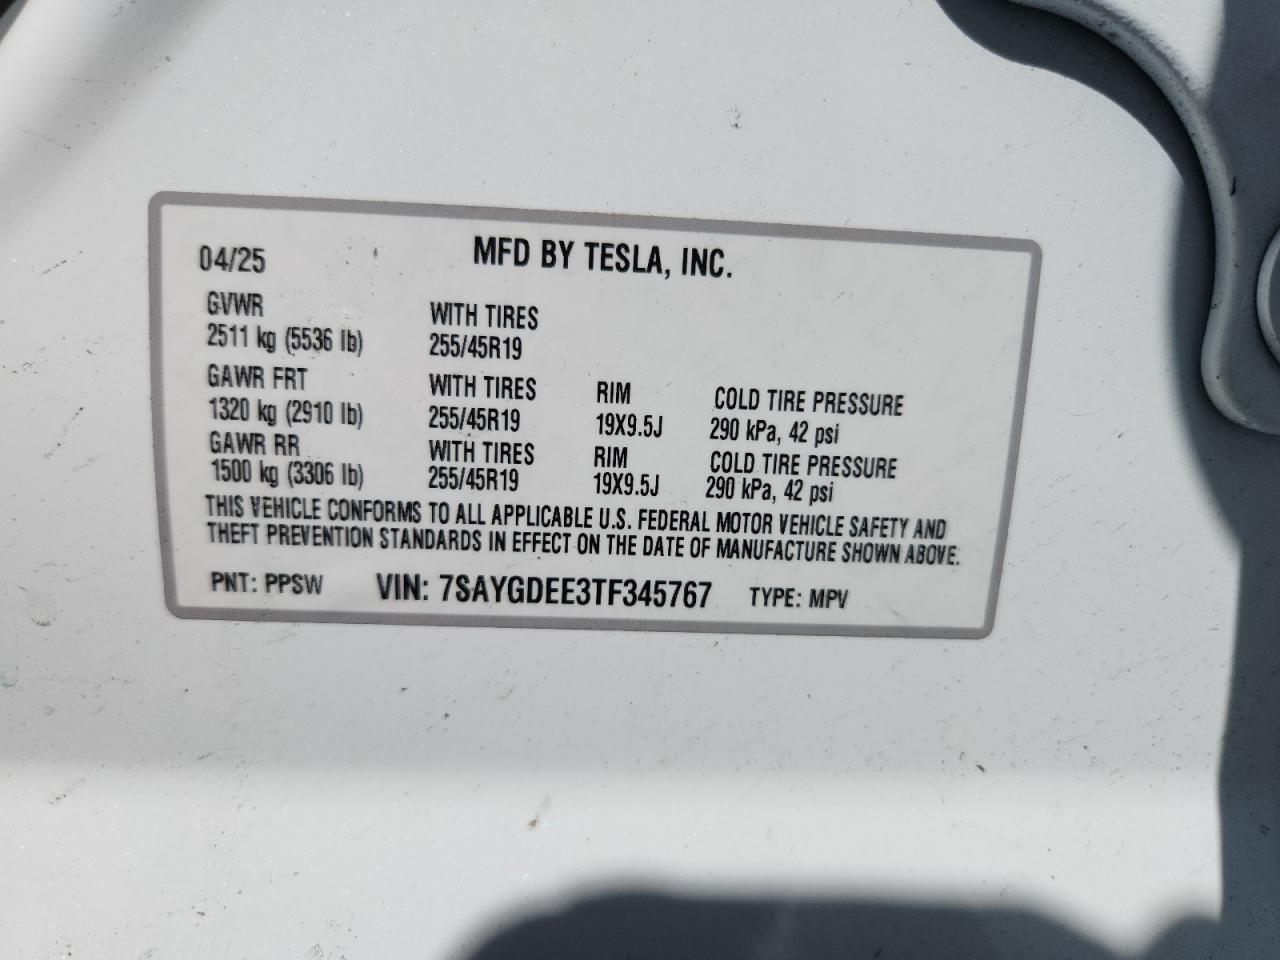 04/25 MFD BY TESLA, INC.
GVWR WITH TIRES
2511 kg (5536 lb) 255/45R19
GAWR FRT WITH TIRES RIM COLD TIRE PRESSURE
1320 kg (2910 lb) 255/45R19 19X9.5J 290 kPa, 42 psi
GAWR RR WITH TIRES RIM COLD TIRE PRESSURE
1500 kg (3306 lb) 255/45R19 19X9.5J 290 kPa, 42 psi
THIS VEHICLE CONFORMS TO ALL APPLICABLE U.S. FEDERAL MOTOR VEHICLE SAFETY AND
THEFT PREVENTION STANDARDS IN EFFECT ON THE DATE OF MANUFACTURE SHOWN ABOVE.
PNT: PPSW VIN: 7SAYGDEE3TF345767 TYPE: MPV